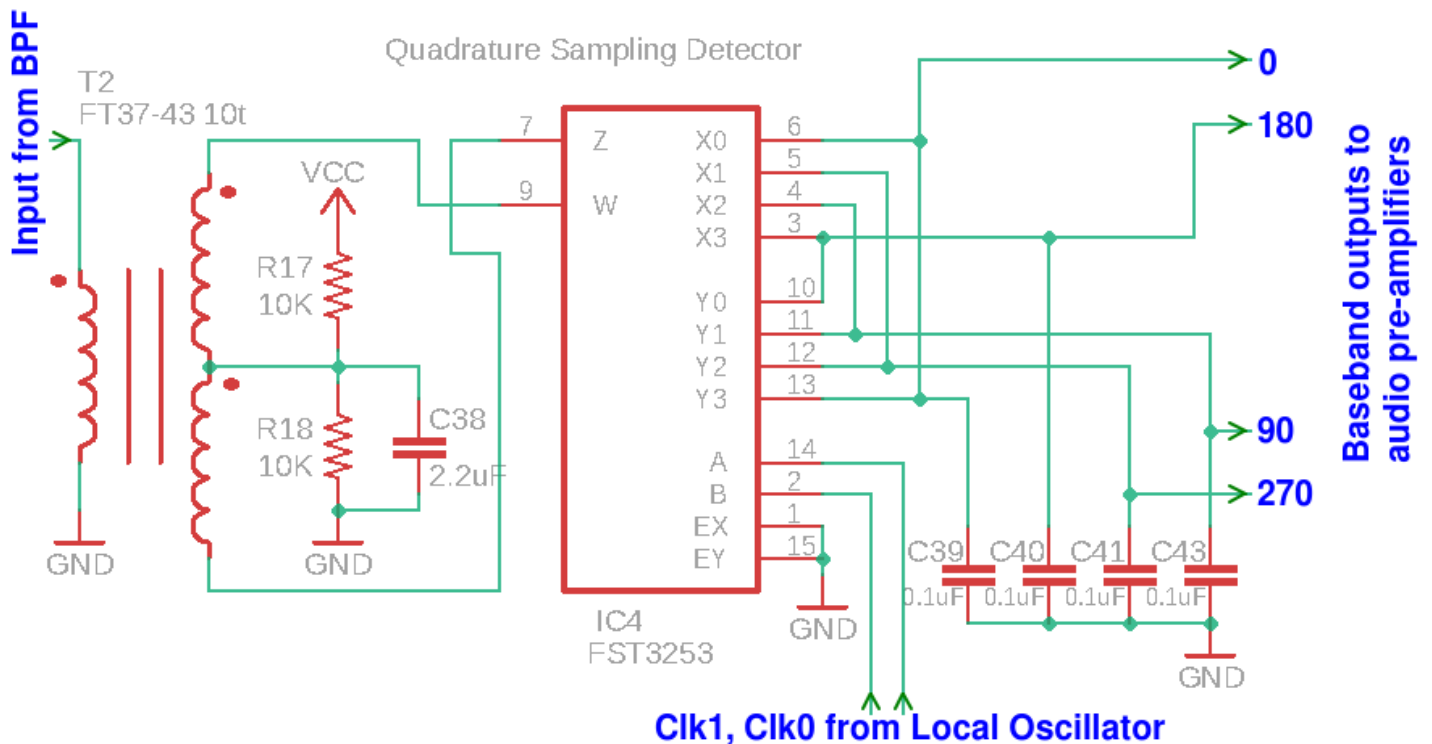 Quadrature Sampling Detector
Input from BPF
T2
FT37-43 10t
VCC
R17
10K
R18
10K
C38
2.2uF
GND
GND
7
Z
9
W
X0
6
X1
5
X2
4
X3
3
Y0
10
Y1
11
Y2
12
Y3
13
A
14
B
2
EX
1
EY
15
IC4
FST3253
GND
0
180
90
270
Baseband outputs to
audio pre-amplifiers
C39
0.1uF
C40
0.1uF
C41
0.1uF
C43
0.1uF
GND
Clk1, Clk0 from Local Oscillator